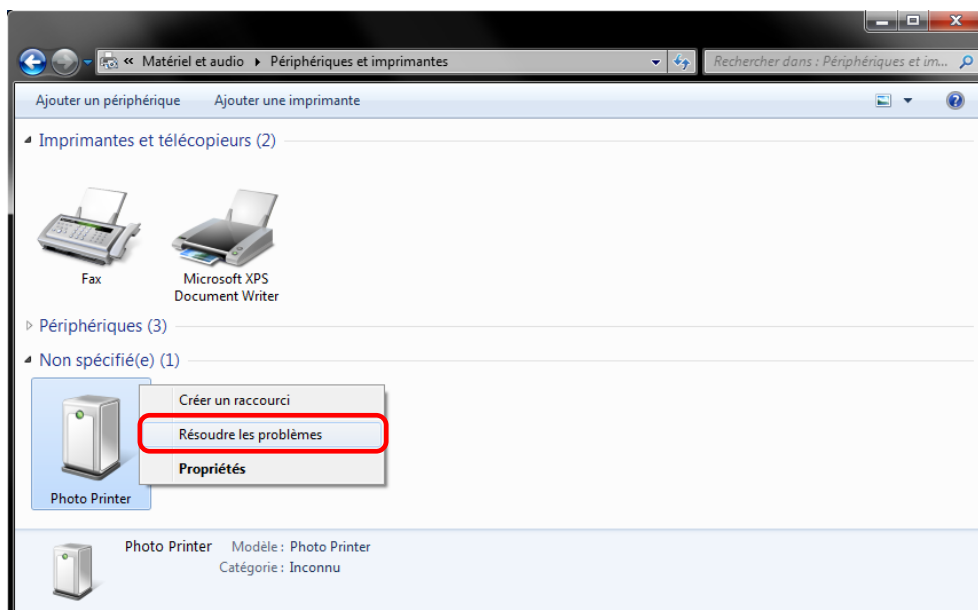 « Matériel et audio ▸ Périphériques et imprimantes
Rechercher dans : Périphériques et im...
Ajouter un périphérique Ajouter une imprimante
Imprimantes et télécopieurs (2)
Fax
Microsoft XPS
Document Writer
Périphériques (3)
Non spécifié(e) (1)
Photo Printer
Créer un raccourci
Résoudre les problèmes
Propriétés
Photo Printer Modèle : Photo Printer
Catégorie : Inconnu